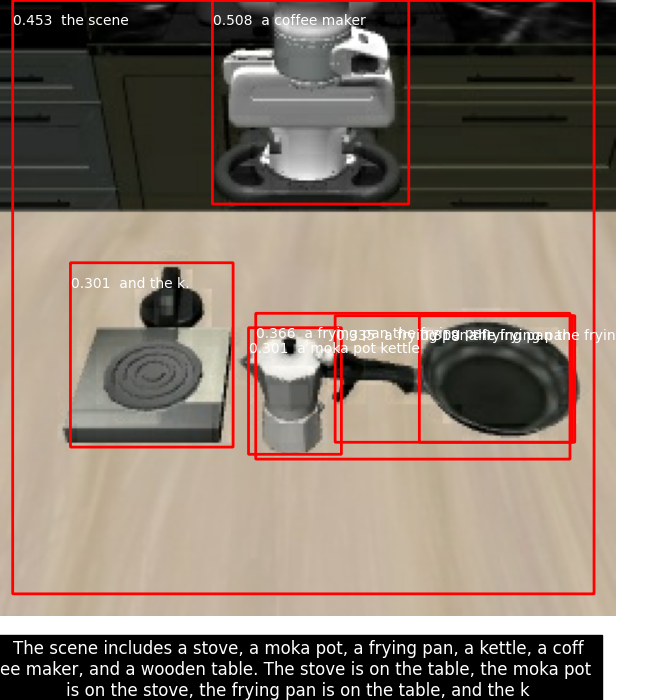 0.453 the scene
0.508 a coffee maker
0.301 and the k.
0.366 a frying pan the frying pan
0.301 a moka pot kettle
The scene includes a stove, a moka pot, a frying pan, a kettle, a coff
ee maker, and a wooden table. The stove is on the table, the moka pot
is on the stove, the frying pan is on the table, and the k